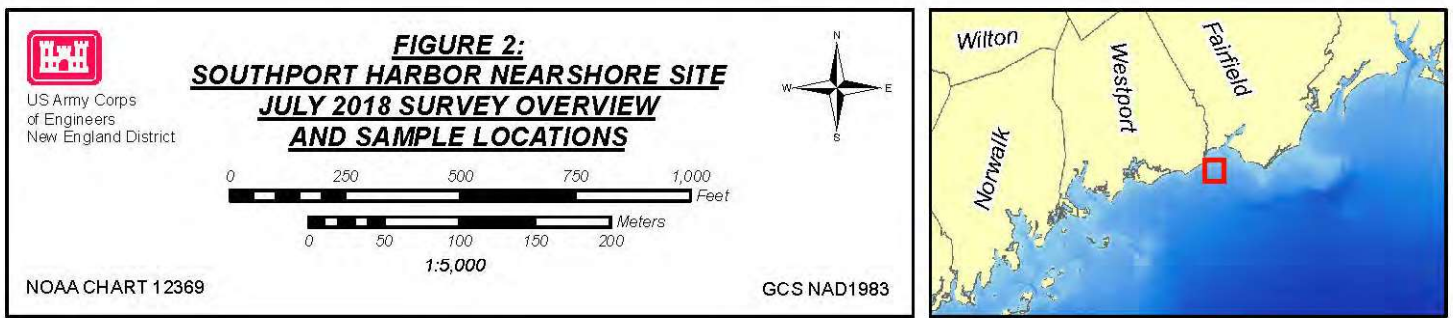 FIGURE 2:
SOUTHPORT HARBOR NEARSHORE SITE
JULY 2018 SURVEY OVERVIEW
AND SAMPLE LOCATIONS
US Army Corps
of Engineers
New England District
N
W E
S
0 250 500 750 1,000
Feet
Meters
0 50 100 150 200
1:5,000
NOAA CHART 12369
GCS NAD1983
Wilton
Norwalk
Westport
Fairfield